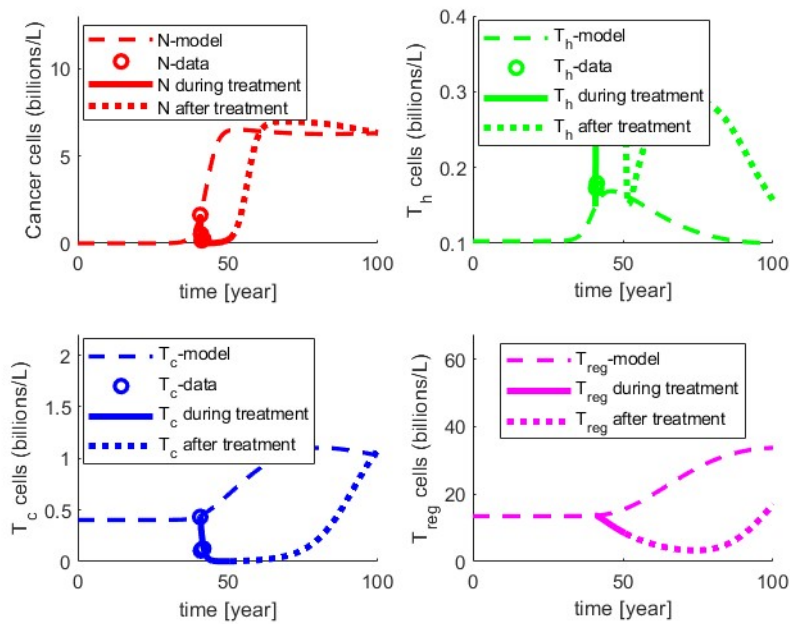 Cancer cells (billions/L)
10
5
0
N-model
N-data
N during treatment
N after treatment
0
50
100
time [year]
T_h cells (billions/L)
0.4
0.3
0.2
0.1
T_h-model
T_h-data
T_h during treatment
T_h after treatment
0
50
100
time [year]
T_c cells (billions/L)
2
1.5
1
0.5
0
T_c-model
T_c-data
T_c during treatment
T_c after treatment
0
50
100
time [year]
T_reg cells (billions/L)
60
40
20
0
T_reg-model
T_reg during treatment
T_reg after treatment
0
50
100
time [year]